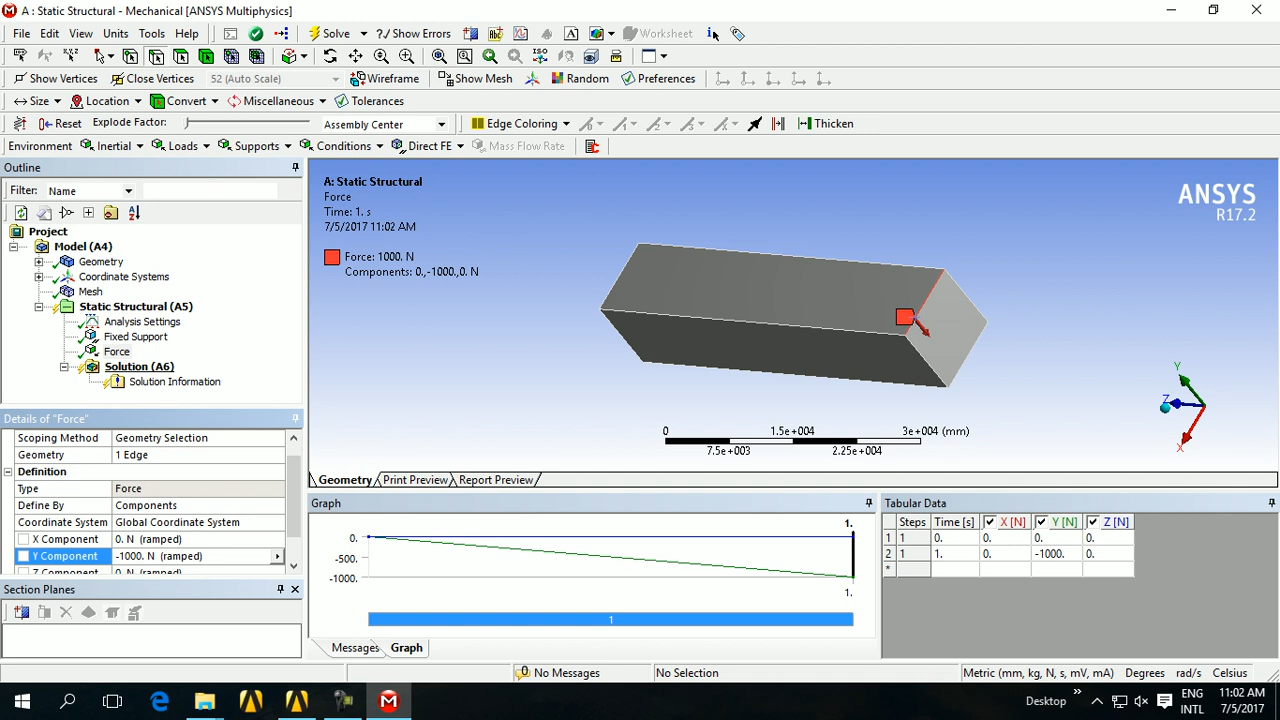 A : Static Structural - Mechanical [ANSYS Multiphysics]
File Edit View Units Tools Help Solve ?/ Show Errors Worksheet
Show Vertices Close Vertices 52 (Auto Scale) Wireframe Show Mesh Random Preferences
Size Location Convert Miscellaneous Tolerances
Reset Explode Factor: Assembly Center Edge Coloring Thicken
Environment Inertial Loads Supports Conditions Direct FE Mass Flow Rate
Outline
Filter: Name
Project
Model (A4)
Geometry
Coordinate Systems
Mesh
Static Structural (A5)
Analysis Settings
Fixed Support
Force
Solution (A6)
Solution Information
Details of "Force"
Scoping Method Geometry Selection
Geometry 1 Edge
Definition
Type Force
Define By Components
Coordinate System Global Coordinate System
X Component 0. N (ramped)
Y Component -1000. N (ramped)
Z Component 0. N (ramped)
Section Planes
A: Static Structural
Force
Time: 1. s
7/5/2017 11:02 AM
Force: 1000. N
Components: 0.,-1000.,0. N
ANSYS
R17.2
Y
Z
X
0 1.5e+004 3e+004 (mm)
7.5e+003 2.25e+004
Geometry Print Preview Report Preview
Graph
1.
0.
-500.
-1000.
1.
1
Messages Graph
Tabular Data
Steps Time [s] X [N] Y [N] Z [N]
1 1 0. 0. 0. 0.
2 1 1. 0. -1000. 0.
*
0 No Messages No Selection Metric (mm, kg, N, s, mV, mA) Degrees rad/s Celsius
Desktop ENG INTL 11:02 AM 7/5/2017